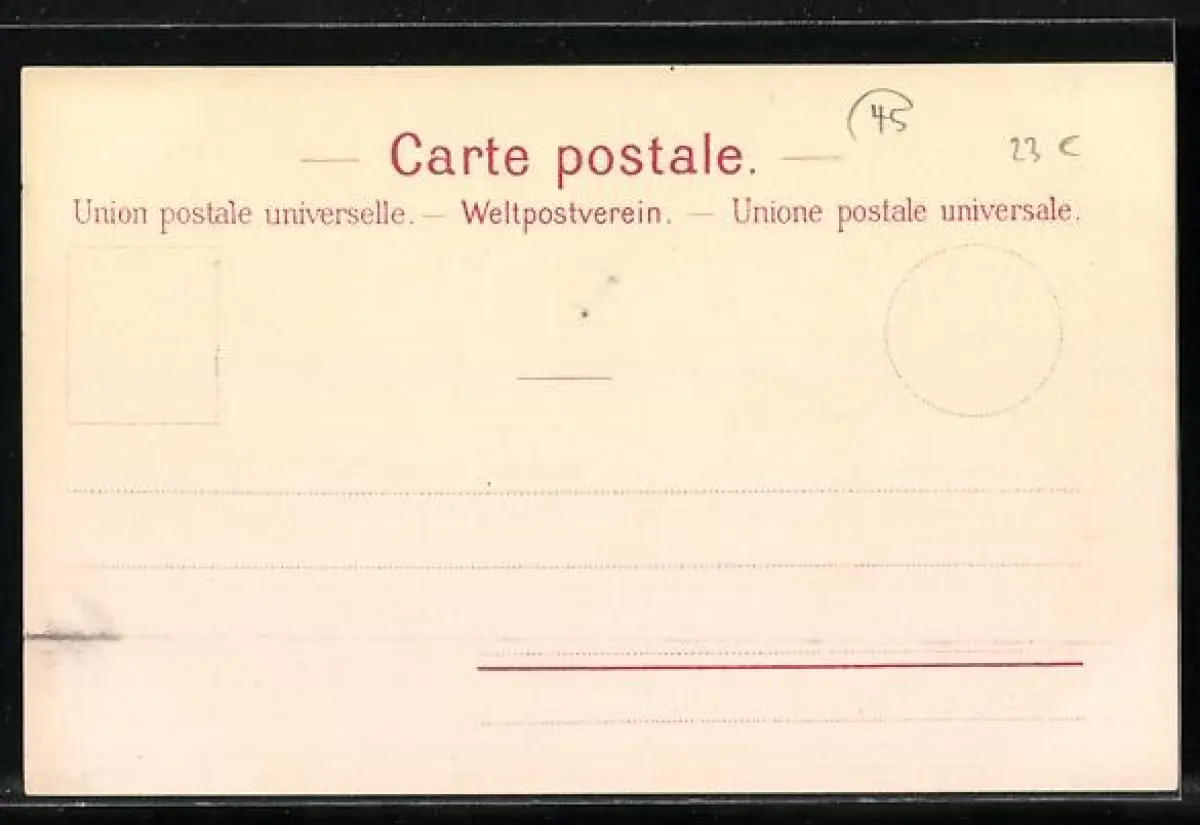 45
23 €
— Carte postale. —
Union postale universelle. — Weltpostverein. — Unione postale universale.